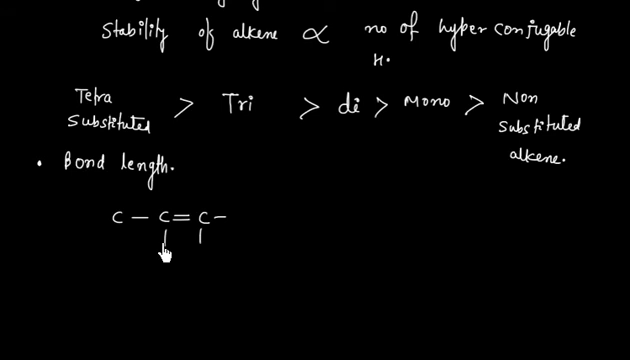 Stability of alkene ∝ no of hyper conjugable
H.
Tetra Substituted > Tri > di > Mono > Non substituted alkene.
• Bond length.
C — C = C —